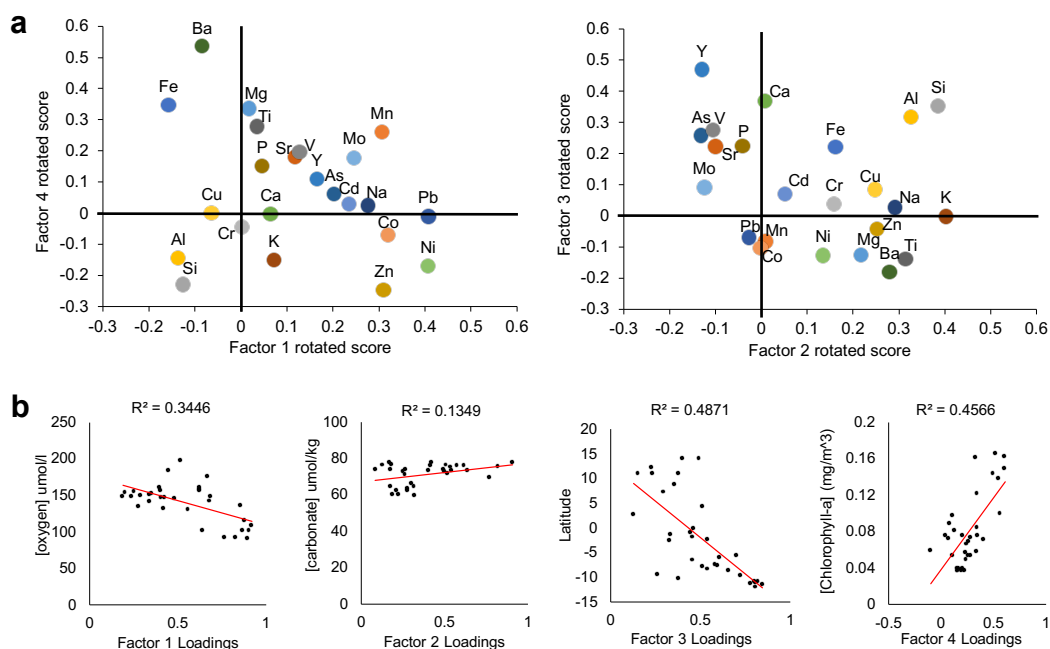 a
0.6
0.5
0.4
0.3
0.2
0.1
0
-0.1
-0.2
-0.3
-0.3
-0.2
-0.1
0
0.1
0.2
0.3
0.4
0.5
0.6
Factor 4 rotated score
Factor 1 rotated score
Ba
Fe
Mg
Ti
Mn
P
Sr
V
Mo
Y
As
Cd
Na
Cu
Ca
Pb
Cr
Co
Al
K
Ni
Si
Zn
0.6
0.5
0.4
0.3
0.2
0.1
0
-0.1
-0.2
-0.3
-0.3
-0.2
-0.1
0
0.1
0.2
0.3
0.4
0.5
0.6
Factor 3 rotated score
Factor 2 rotated score
Y
Ca
Si
Al
As
V
P
Fe
Sr
Mo
Cd
Cr
Cu
Na
K
Pb
Mn
Zn
Co
Ni
Mg
Ti
Ba
b
R² = 0.3446
250
200
150
100
50
0
0
0.5
1
[oxygen] umol/l
Factor 1 Loadings
R² = 0.1349
100
80
60
40
20
0
0
0.5
1
[carbonate] umol/kg
Factor 2 Loadings
R² = 0.4871
20
15
10
5
0
-5
-10
-15
0
0.5
1
Latitude
Factor 3 Loadings
R² = 0.4566
0.2
0.16
0.12
0.08
0.04
0
-0.5
0
0.5
1
[Chlorophyll-a] (mg/m^3)
Factor 4 Loadings